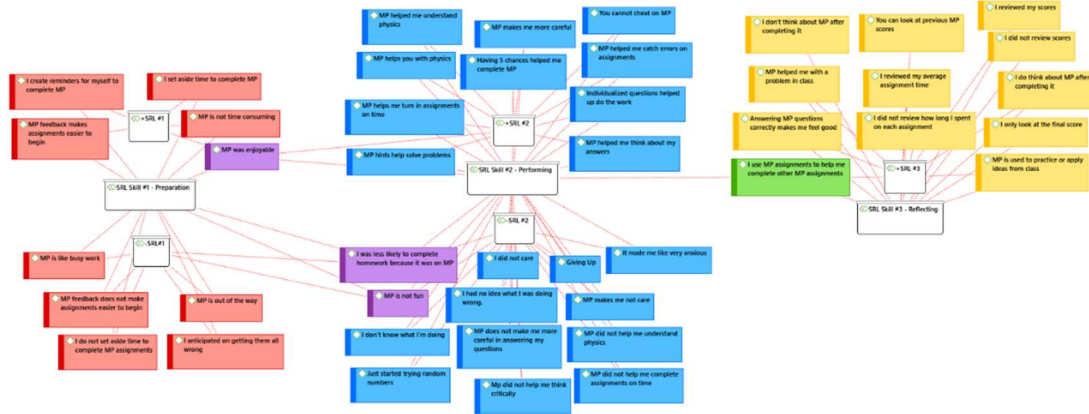 MP helped me understand
physics
MP makes me more careful
You cannot cheat on MP
MP helps you with physics
Having 5 chances helped me
complete MP
MP helped me catch errors on
assignments
MP helps me turn in assignments
on time
+SRL #2
Individualized questions helped
up do the work
MP hints help solve problems
MP helped me think about my
answers
SRL Skill #2 - Performing
-SRL #2
I create reminders for myself to
complete MP
I set aside time to complete MP
MP feedback makes
assignments easier to
begin
+SRL #1
MP is not time consuming
MP was enjoyable
SRL Skill #1 - Preparation
-SRL#1
MP is like busy work
MP feedback does not make
assignments easier to begin
MP is out of the way
I do not set aside time to
complete MP assignments
I anticipated on getting them all
wrong
I was less likely to complete
homework because it was on MP
MP is not fun
I did not care
Giving Up
It made me like very anxious
I had no idea what I was doing
wrong.
MP makes me not care
I don't know what I'm doing
MP does not make me more
careful in answering my
questions
MP did not help me understand
physics
Just started trying random
numbers
Mp did not help me think
critically
MP did not help me complete
assignments on time
I don't think about MP after
completing it
You can look at previous MP
scores
I reviewed my scores
I did not review scores
MP helped me with a
problem in class
I reviewed my average
assignment time
I do think about MP after
completing it
Answering MP questions
correctly makes me feel good
I did not review how long I spent
on each assignment
I only look at the final score
I use MP assignments to help me
complete other MP assignments
+SRL #3
MP is used to practice or apply
ideas from class
SRL Skill #3 - Reflecting